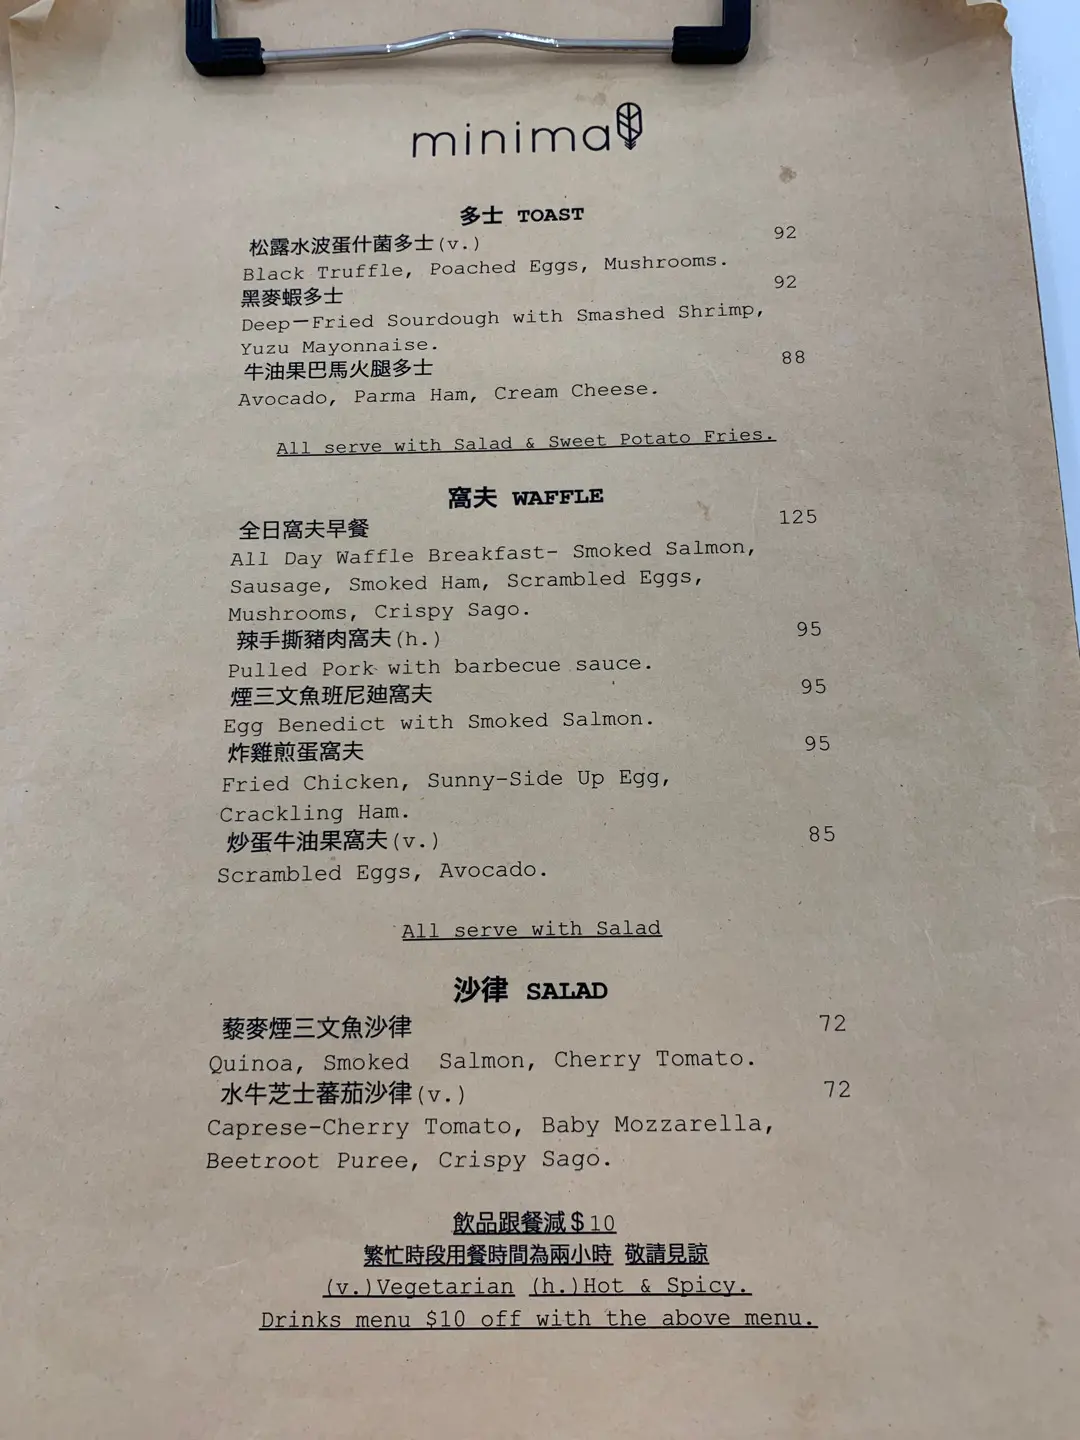 minima
多士 TOAST
松露水波蛋什菌多士(v.) 92
Black Truffle, Poached Eggs, Mushrooms.
黑麥蝦多士 92
Deep－Fried Sourdough with Smashed Shrimp,
Yuzu Mayonnaise.
牛油果巴馬火腿多士 88
Avocado, Parma Ham, Cream Cheese.
All serve with Salad & Sweet Potato Fries.
窩夫 WAFFLE
全日窩夫早餐 125
All Day Waffle Breakfast- Smoked Salmon,
Sausage, Smoked Ham, Scrambled Eggs,
Mushrooms, Crispy Sago.
辣手撕豬肉窩夫(h.) 95
Pulled Pork with barbecue sauce.
煙三文魚班尼廸窩夫 95
Egg Benedict with Smoked Salmon.
炸雞煎蛋窩夫 95
Fried Chicken, Sunny-Side Up Egg,
Crackling Ham.
炒蛋牛油果窩夫(v.) 85
Scrambled Eggs, Avocado.
All serve with Salad
沙律 SALAD
藜麥煙三文魚沙律 72
Quinoa, Smoked  Salmon, Cherry Tomato.
水牛芝士蕃茄沙律(v.) 72
Caprese-Cherry Tomato, Baby Mozzarella,
Beetroot Puree, Crispy Sago.
飲品跟餐減＄10
繁忙時段用餐時間為兩小時 敬請見諒
(v.)Vegetarian (h.)Hot & Spicy.
Drinks menu $10 off with the above menu.